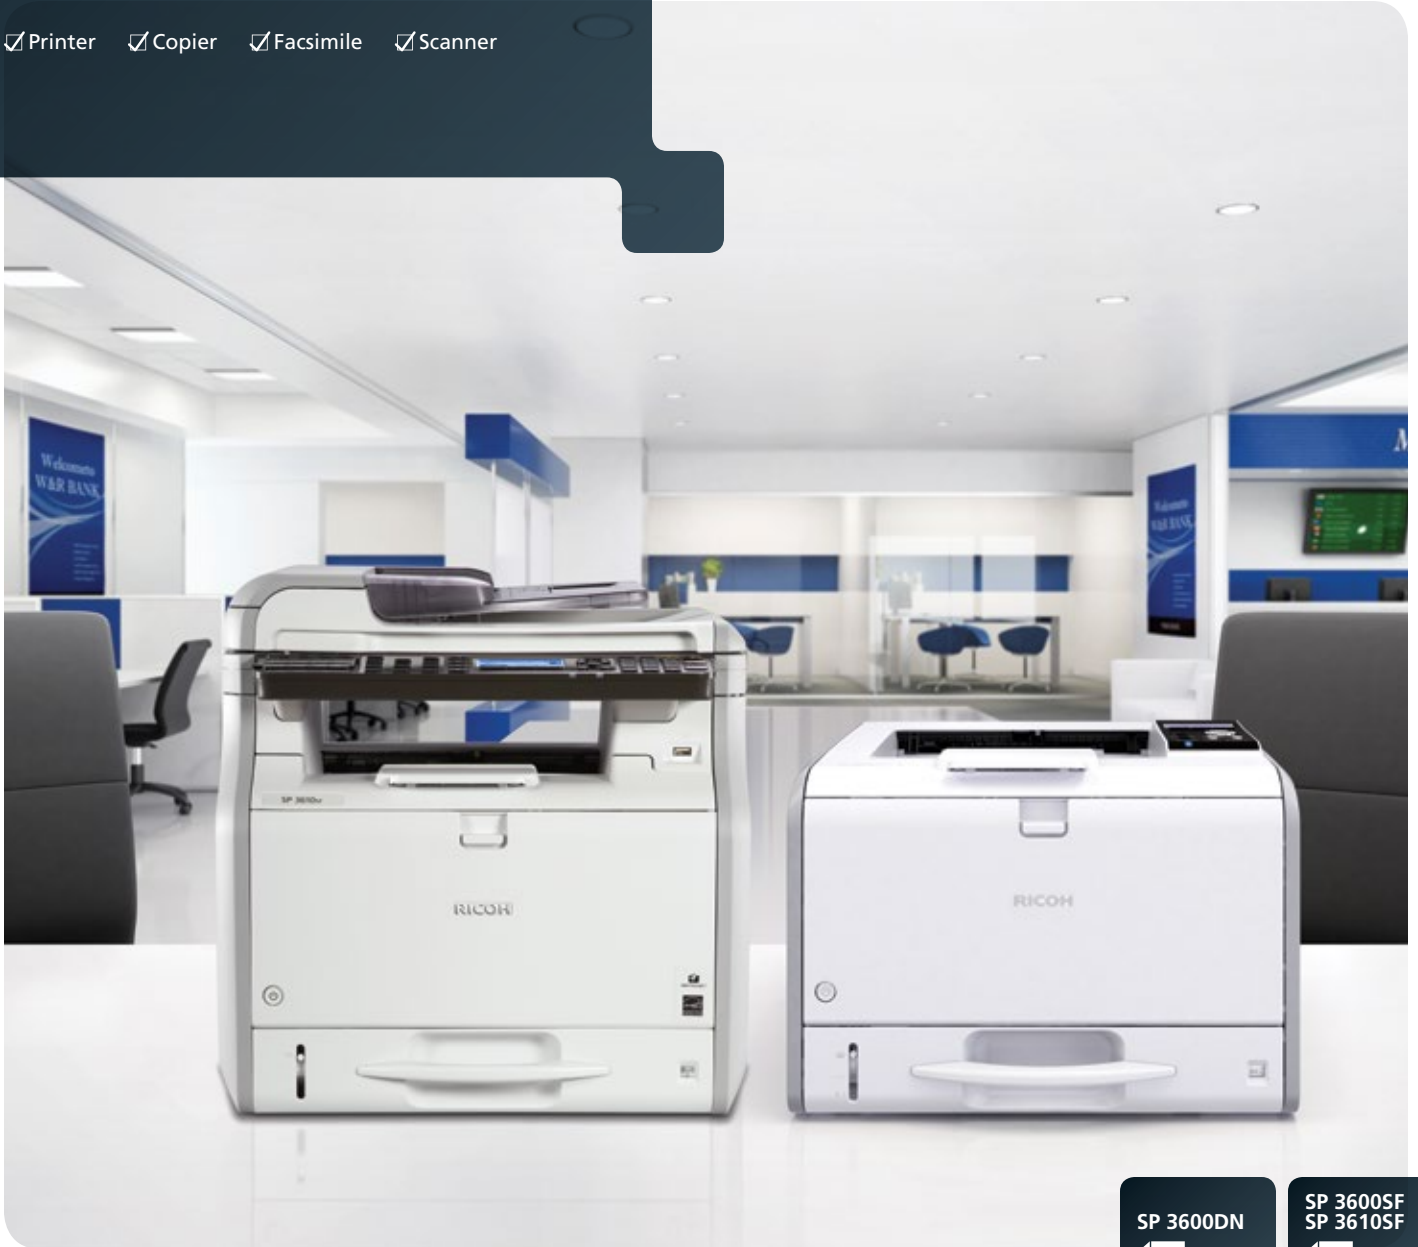 Printer Copier Facsimile Scanner
Welcome to
W&R BANK
Welcome to
W&R BANK
M
RICOH
RICOH
SP 3600DN
SP 3600SF
SP 3610SF